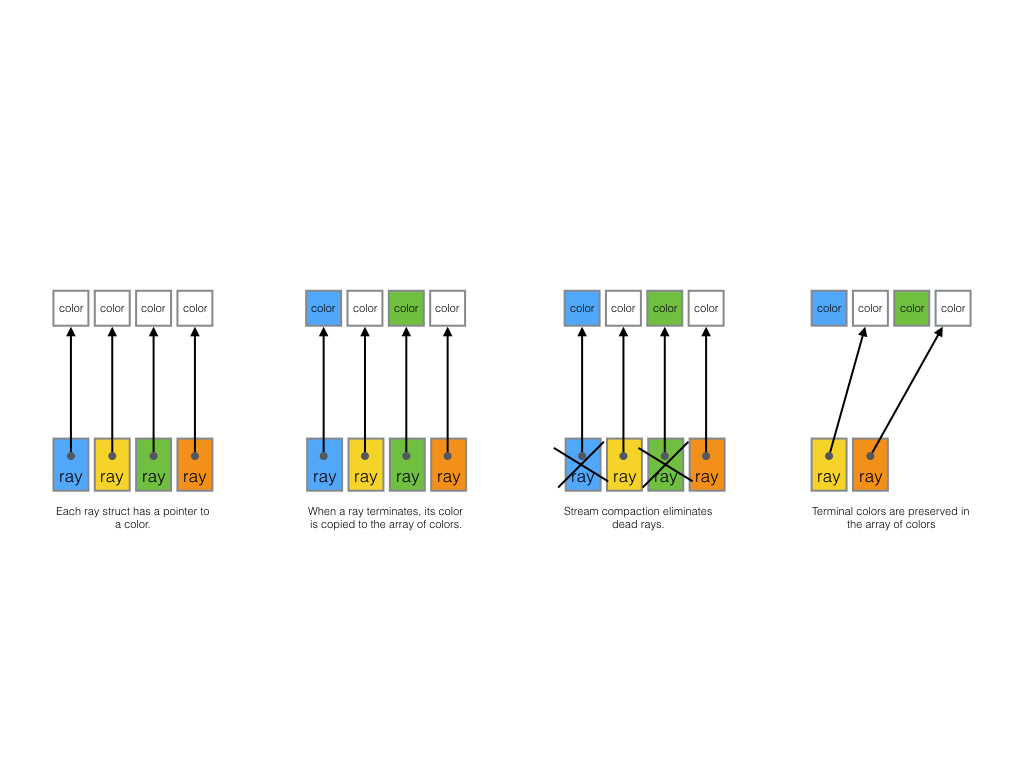 color color color color
color color color color
color color color color
color color color color
ray ray ray ray
ray ray ray ray
ray ray ray ray
ray ray
Each ray struct has a pointer to
a color.
When a ray terminates, its color
is copied to the array of colors.
Stream compaction eliminates
dead rays.
Terminal colors are preserved in
the array of colors